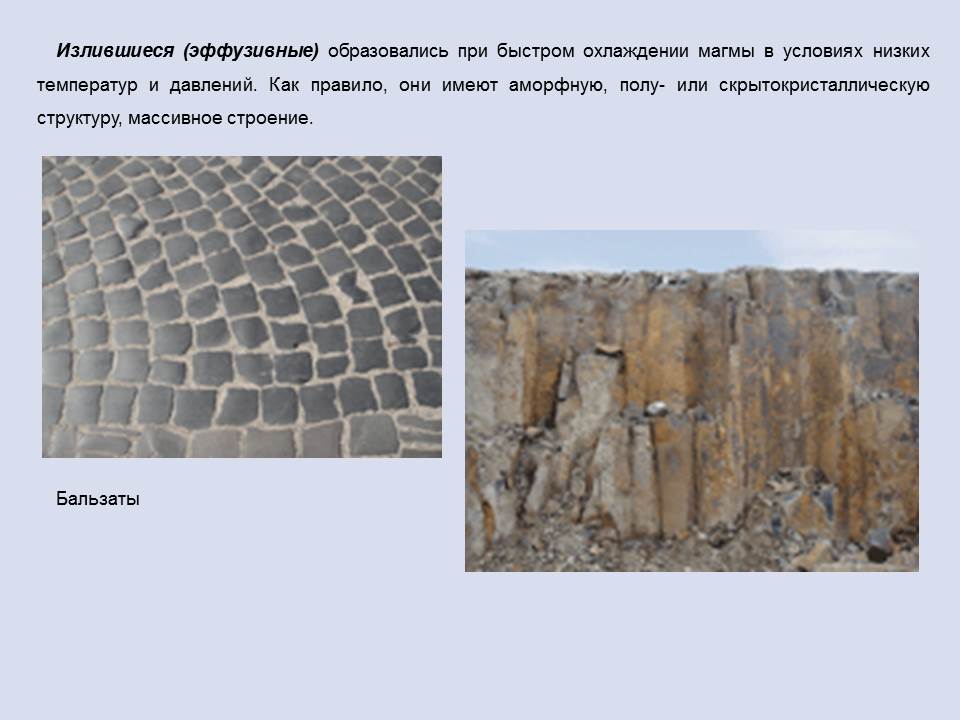 Излившиеся (эффузивные) образовались при быстром охлаждении магмы в условиях низких
температур и давлений. Как правило, они имеют аморфную, полу- или скрытокристаллическую
структуру, массивное строение.
Бальзаты